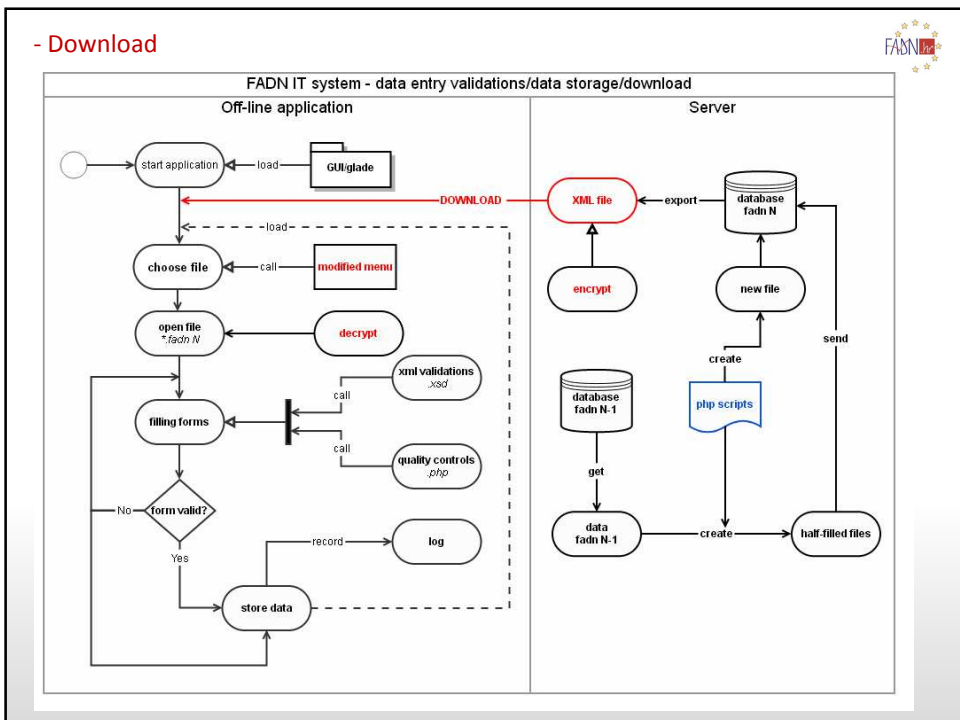 - Download
FADN hr
FADN IT system - data entry validations/data storage/download
Off-line application
Server
start application
load
GUI/glade
DOWNLOAD
XML file
export
database
fadn N
load
choose file
call
modified menu
encrypt
new file
open file
*.fadn N
decrypt
send
create
xml validations
.xsd
call
database
fadn N-1
php scripts
filling forms
call
quality controls
.php
get
No
form valid?
record
log
data
fadn N-1
create
half-filled files
Yes
store data